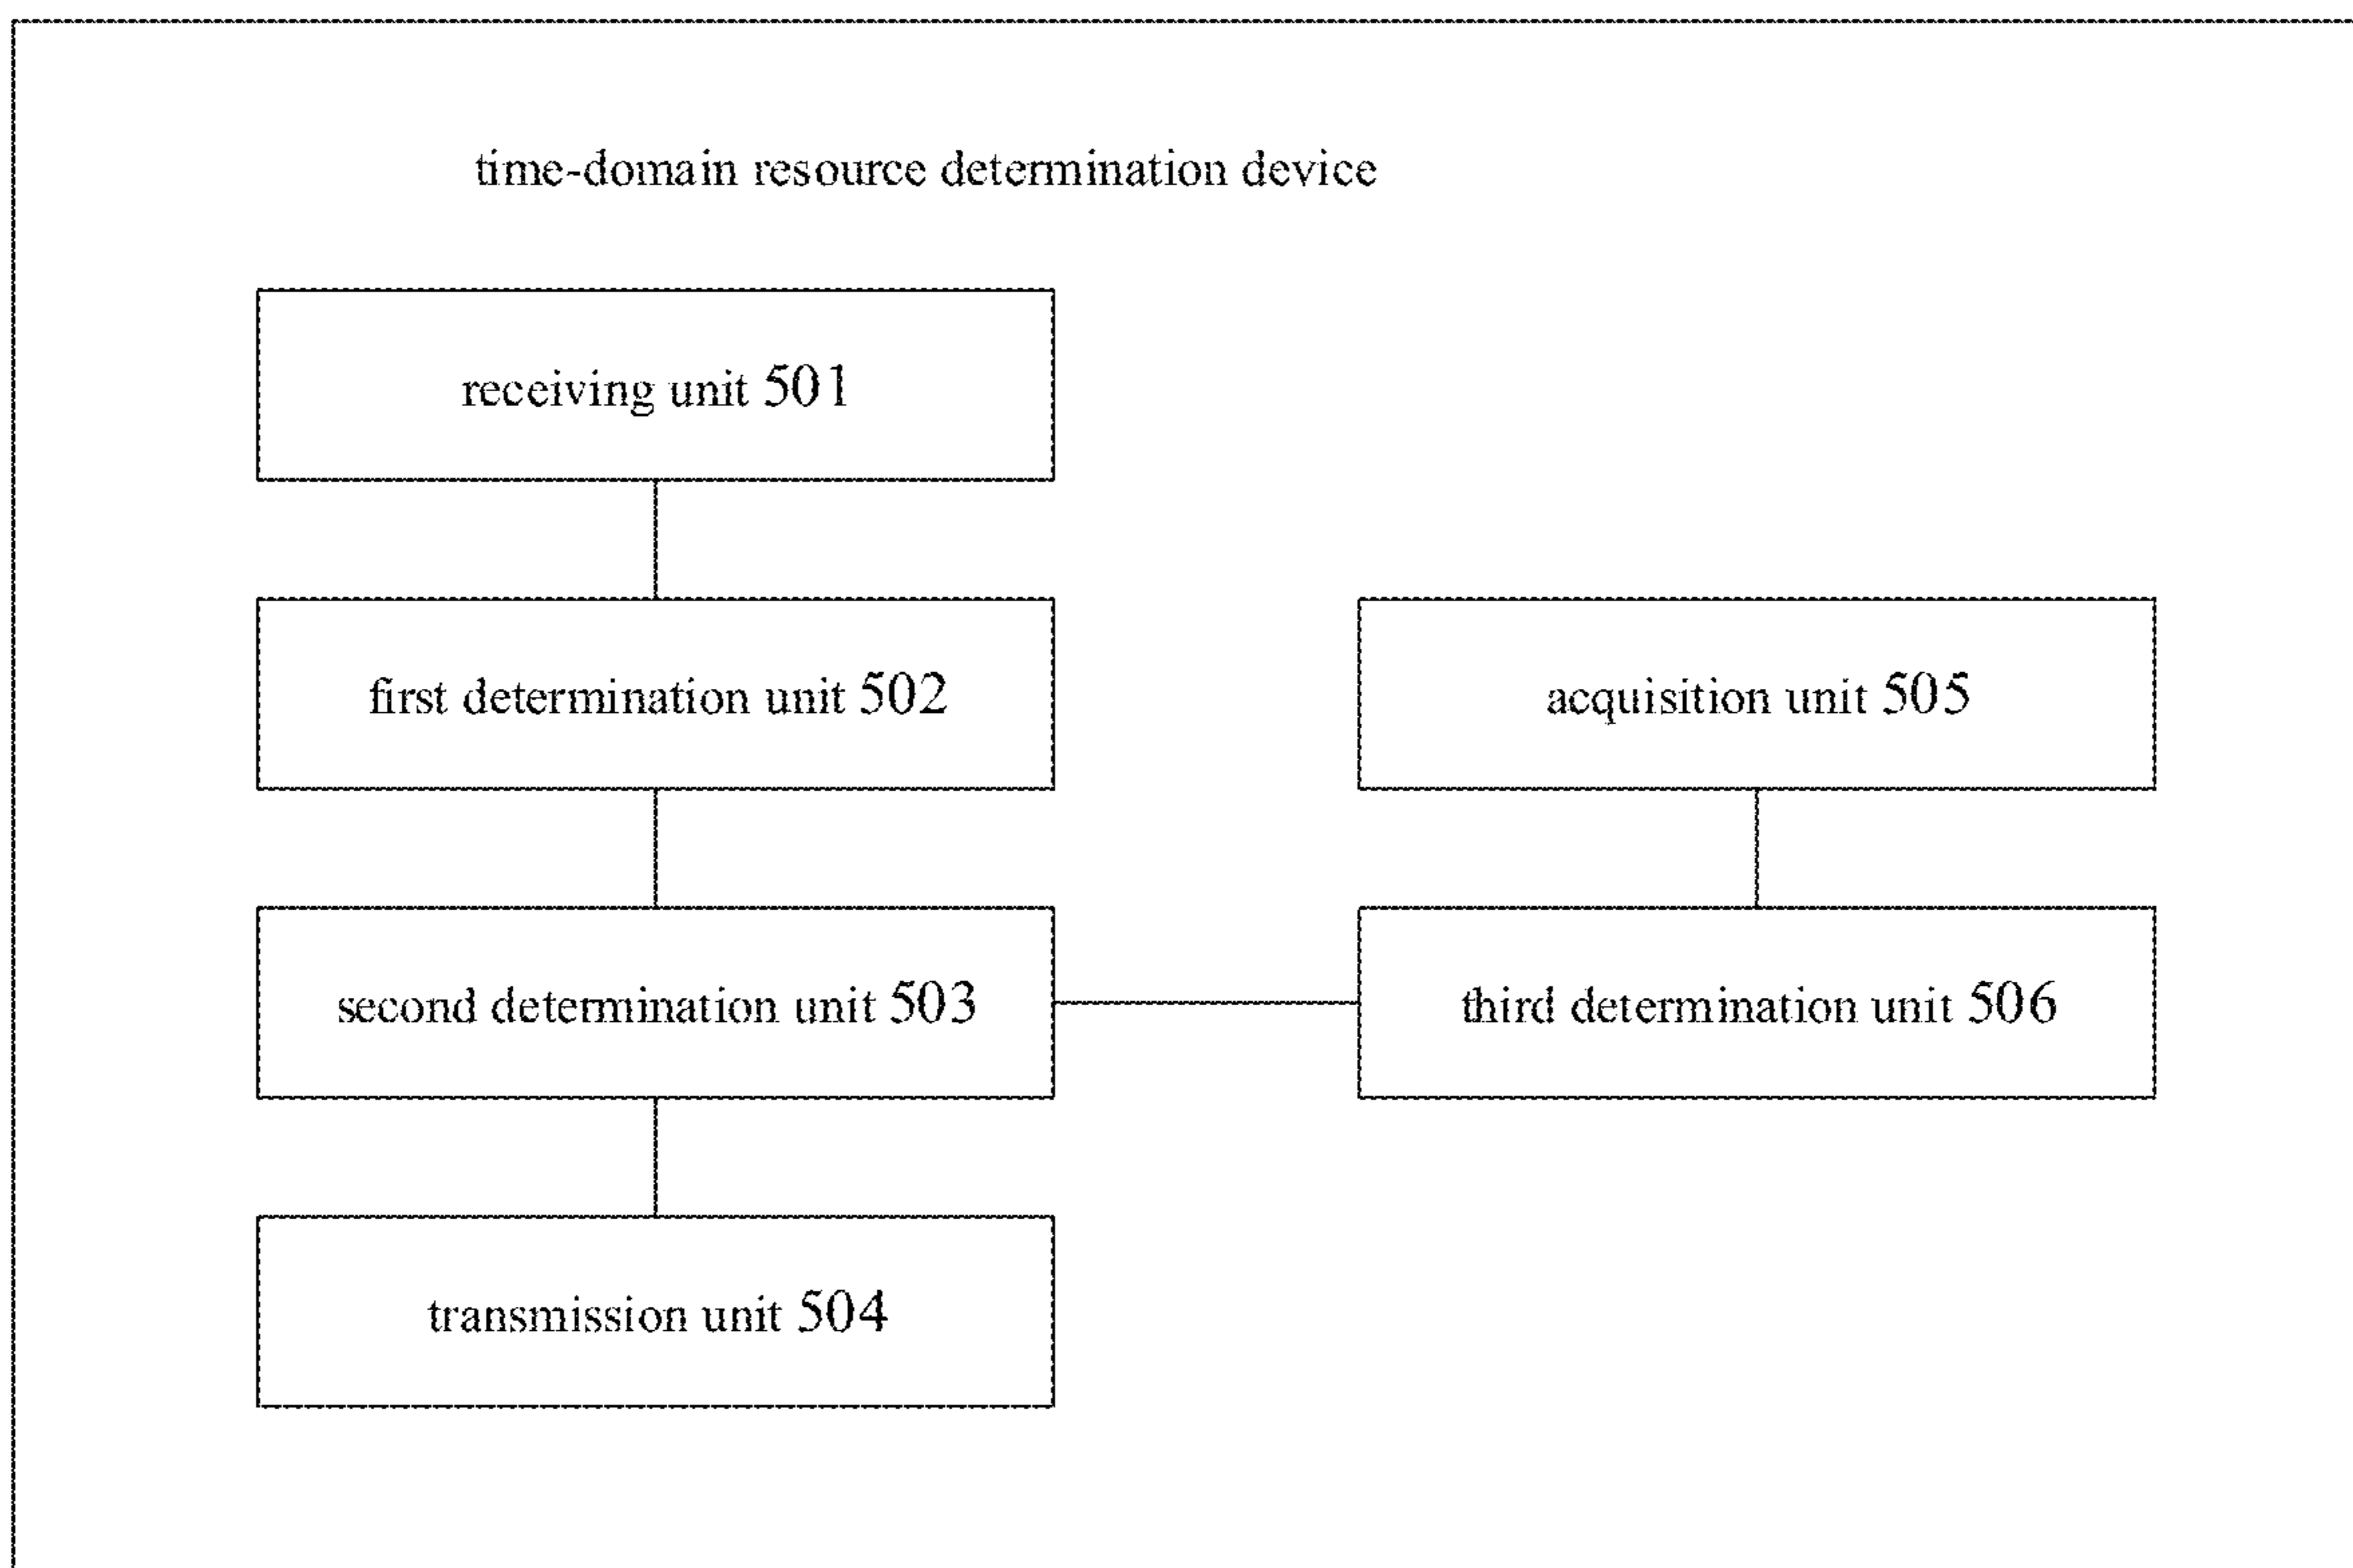 time-domain resource determination device
receiving unit 501
first determination unit 502
acquisition unit 505
second determination unit 503
third determination unit 506
transmission unit 504